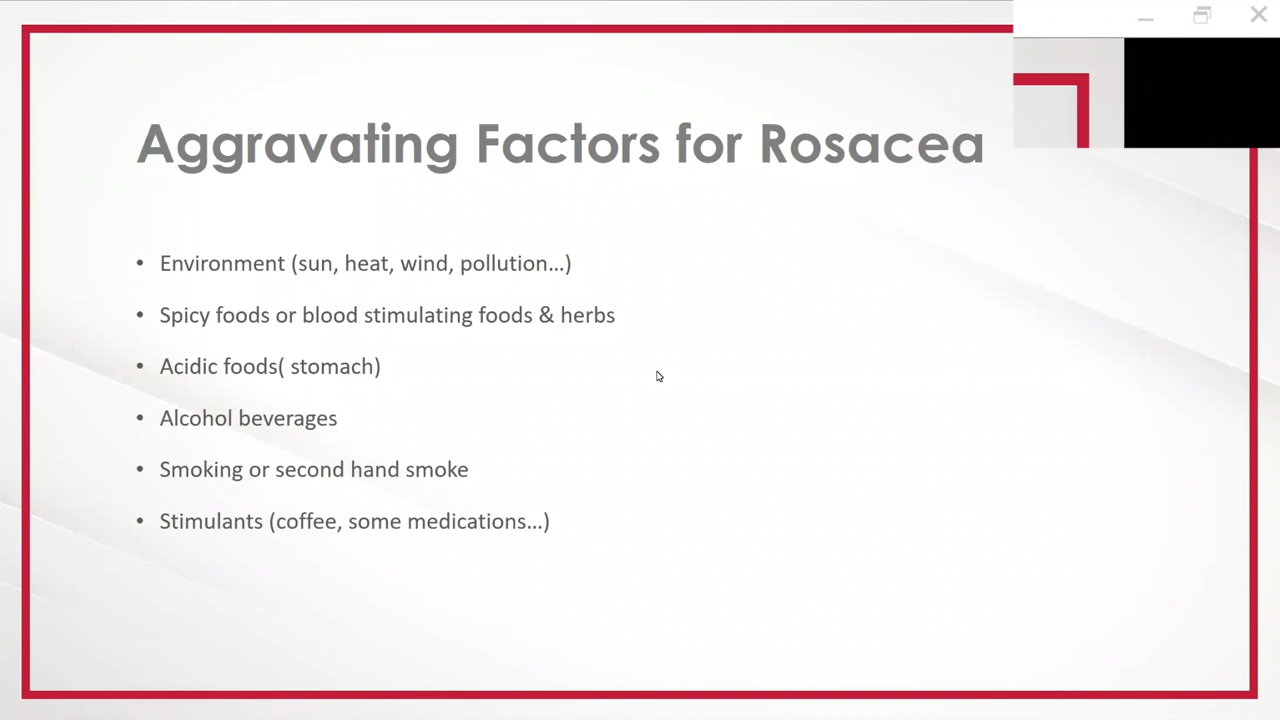 Aggravating Factors for Rosacea
• Environment (sun, heat, wind, pollution...)
• Spicy foods or blood stimulating foods & herbs
• Acidic foods( stomach)
• Alcohol beverages
• Smoking or second hand smoke
• Stimulants (coffee, some medications...)